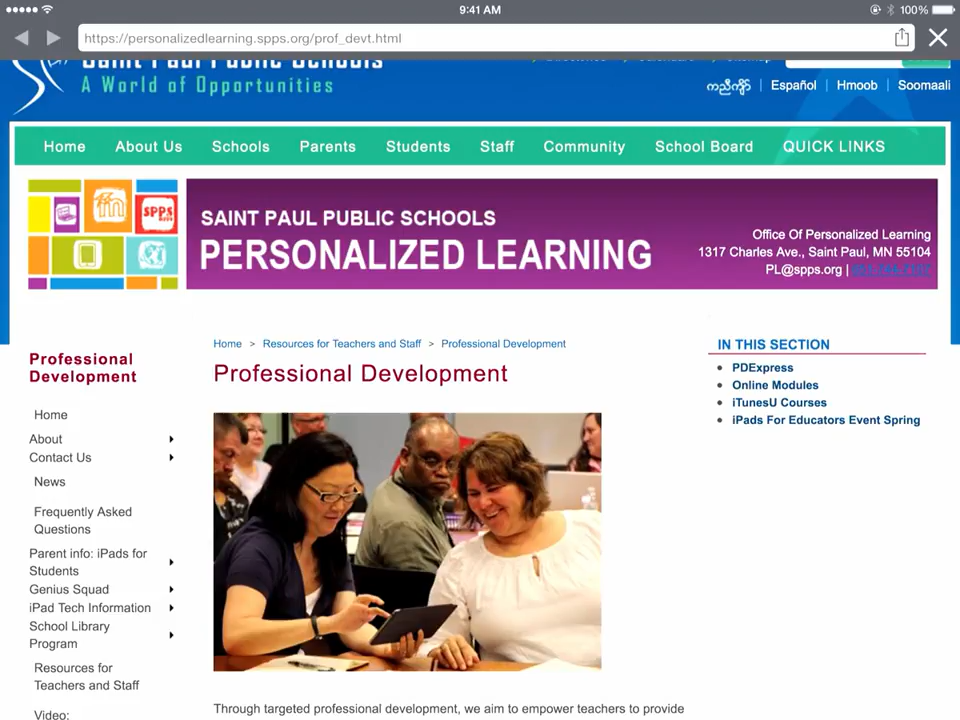 9:41 AM
100%
https://personalizedlearning.spps.org/prof_devt.html
Saint Paul Public Schools
A World of Opportunities
ကညီကျိာ်
Español
Hmoob
Soomaali
Home
About Us
Schools
Parents
Students
Staff
Community
School Board
QUICK LINKS
SPPS
SAINT PAUL PUBLIC SCHOOLS
PERSONALIZED LEARNING
Office Of Personalized Learning
1317 Charles Ave., Saint Paul, MN 55104
PL@spps.org |
Home > Resources for Teachers and Staff > Professional Development
Professional Development
Professional
Development
Home
About
Contact Us
News
Frequently Asked
Questions
Parent info: iPads for
Students
Genius Squad
iPad Tech Information
School Library
Program
Resources for
Teachers and Staff
Video:
IN THIS SECTION
PDExpress
Online Modules
iTunesU Courses
iPads For Educators Event Spring
Through targeted professional development, we aim to empower teachers to provide